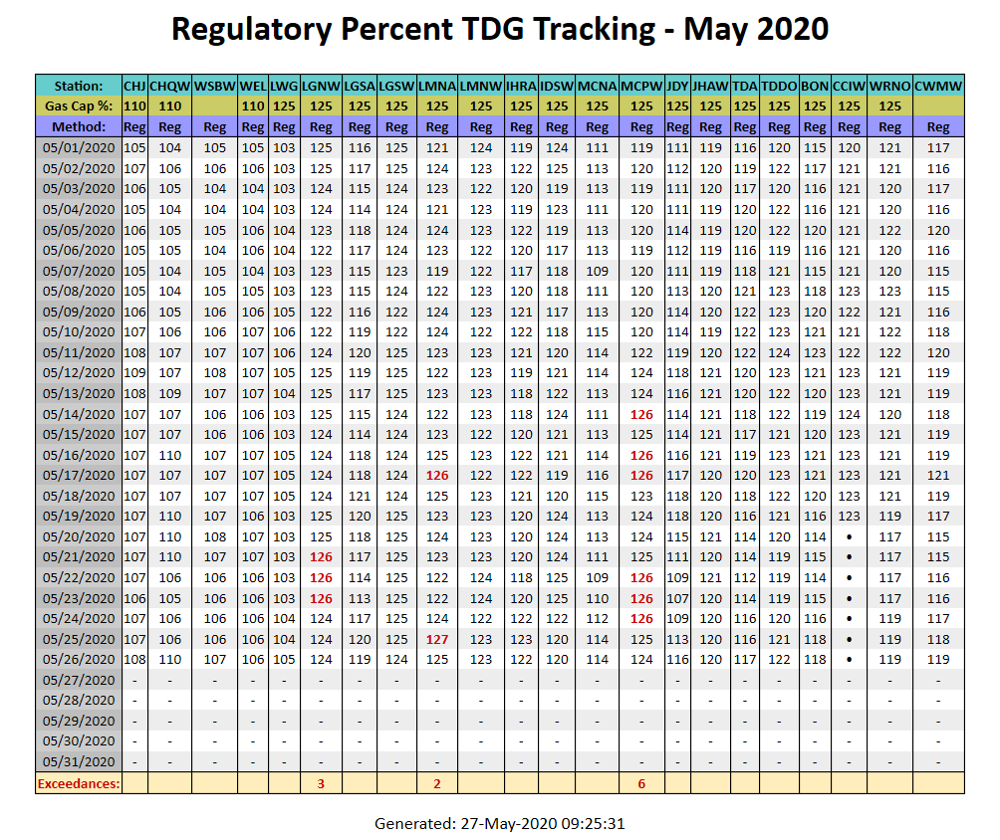 Regulatory Percent TDG Tracking - May 2020
Station: CHJ CHQW WSBW WEL LWG LGNW LGSA LGSW LMNA LMNW IHRA IDSW MCNA MCPW JDY JHAW TDA TDDO BON CCIW WRNO CWMW
Gas Cap %: 110 110 110 125 125 125 125 125 125 125 125 125 125 125 125 125 125 125 125 125
Method: Reg Reg Reg Reg Reg Reg Reg Reg Reg Reg Reg Reg Reg Reg Reg Reg Reg Reg Reg Reg Reg Reg
05/01/2020 105 104 105 105 103 125 116 125 121 124 119 124 111 119 111 119 116 120 115 120 121 117
05/02/2020 107 106 106 106 103 125 117 125 124 123 122 125 113 120 112 120 119 122 117 121 121 116
05/03/2020 106 105 104 104 103 124 115 124 123 122 120 119 113 119 111 120 117 120 116 121 120 117
05/04/2020 105 104 104 104 103 124 114 124 121 123 119 123 111 120 111 119 120 122 116 121 120 116
05/05/2020 106 105 105 106 104 123 118 124 124 123 122 119 113 120 114 119 120 122 120 121 122 120
05/06/2020 105 105 104 106 104 122 117 124 123 122 120 117 113 119 112 119 116 119 116 121 120 116
05/07/2020 105 104 105 104 103 123 115 123 119 122 117 118 109 120 111 119 118 121 115 121 120 115
05/08/2020 105 104 105 105 103 123 115 124 122 123 120 118 111 120 113 120 121 123 118 123 123 115
05/09/2020 106 105 106 106 105 122 116 122 124 123 121 117 113 120 114 120 122 123 120 122 121 116
05/10/2020 107 106 106 107 106 122 119 122 124 122 122 118 115 120 114 119 122 123 121 121 122 118
05/11/2020 108 107 107 107 106 124 120 125 123 123 121 120 114 122 119 120 122 124 123 122 122 120
05/12/2020 109 107 108 107 105 125 119 125 122 123 119 121 114 124 118 121 120 123 121 123 121 119
05/13/2020 108 109 107 107 104 125 117 125 123 123 118 122 113 124 116 121 120 122 120 123 121 119
05/14/2020 107 107 106 106 103 125 115 124 122 123 118 124 111 126 114 121 118 122 119 124 120 118
05/15/2020 107 107 106 108 103 124 114 124 123 122 120 121 113 125 114 121 117 121 120 123 121 119
05/16/2020 107 110 107 107 105 124 118 124 125 123 122 121 114 126 116 121 119 123 121 123 121 119
05/17/2020 107 107 107 107 105 124 118 124 126 122 122 119 116 126 117 120 120 123 121 123 121 121
05/18/2020 107 107 107 107 105 124 121 124 125 123 121 120 115 123 118 120 118 122 120 123 121 119
05/19/2020 107 110 107 106 103 125 120 125 123 123 120 124 113 124 118 120 116 121 116 123 119 117
05/20/2020 107 110 108 107 103 125 118 125 124 123 120 124 113 124 115 121 114 120 114 • 117 115
05/21/2020 107 110 107 107 103 126 117 125 123 123 120 124 111 125 111 120 114 119 115 • 117 115
05/22/2020 107 106 106 106 103 126 114 125 122 124 118 125 109 126 109 121 112 119 114 • 117 116
05/23/2020 106 105 106 106 103 126 113 125 122 124 120 125 110 126 107 120 114 119 115 • 117 116
05/24/2020 107 106 106 106 103 124 117 125 124 122 122 122 112 126 109 120 116 120 116 • 119 117
05/25/2020 107 106 106 106 104 124 120 125 127 123 123 120 114 125 113 120 116 121 118 • 119 118
05/26/2020 108 110 107 106 105 124 119 124 125 123 122 120 114 124 116 120 117 122 118 • 119 119
05/27/2020 - - - - - - - - - - - - - - - - - - - - - -
05/28/2020 - - - - - - - - - - - - - - - - - - - - - -
05/29/2020 - - - - - - - - - - - - - - - - - - - - - -
05/30/2020 - - - - - - - - - - - - - - - - - - - - - -
05/31/2020 - - - - - - - - - - - - - - - - - - - - - -
Exceedances: 3 2 6
Generated: 27-May-2020 09:25:31